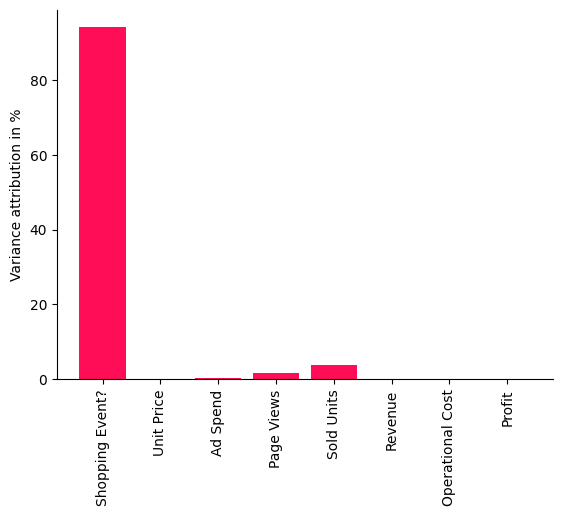 Variance attribution in %
80
60
40
20
0
Shopping Event?
Unit Price
Ad Spend
Page Views
Sold Units
Revenue
Operational Cost
Profit